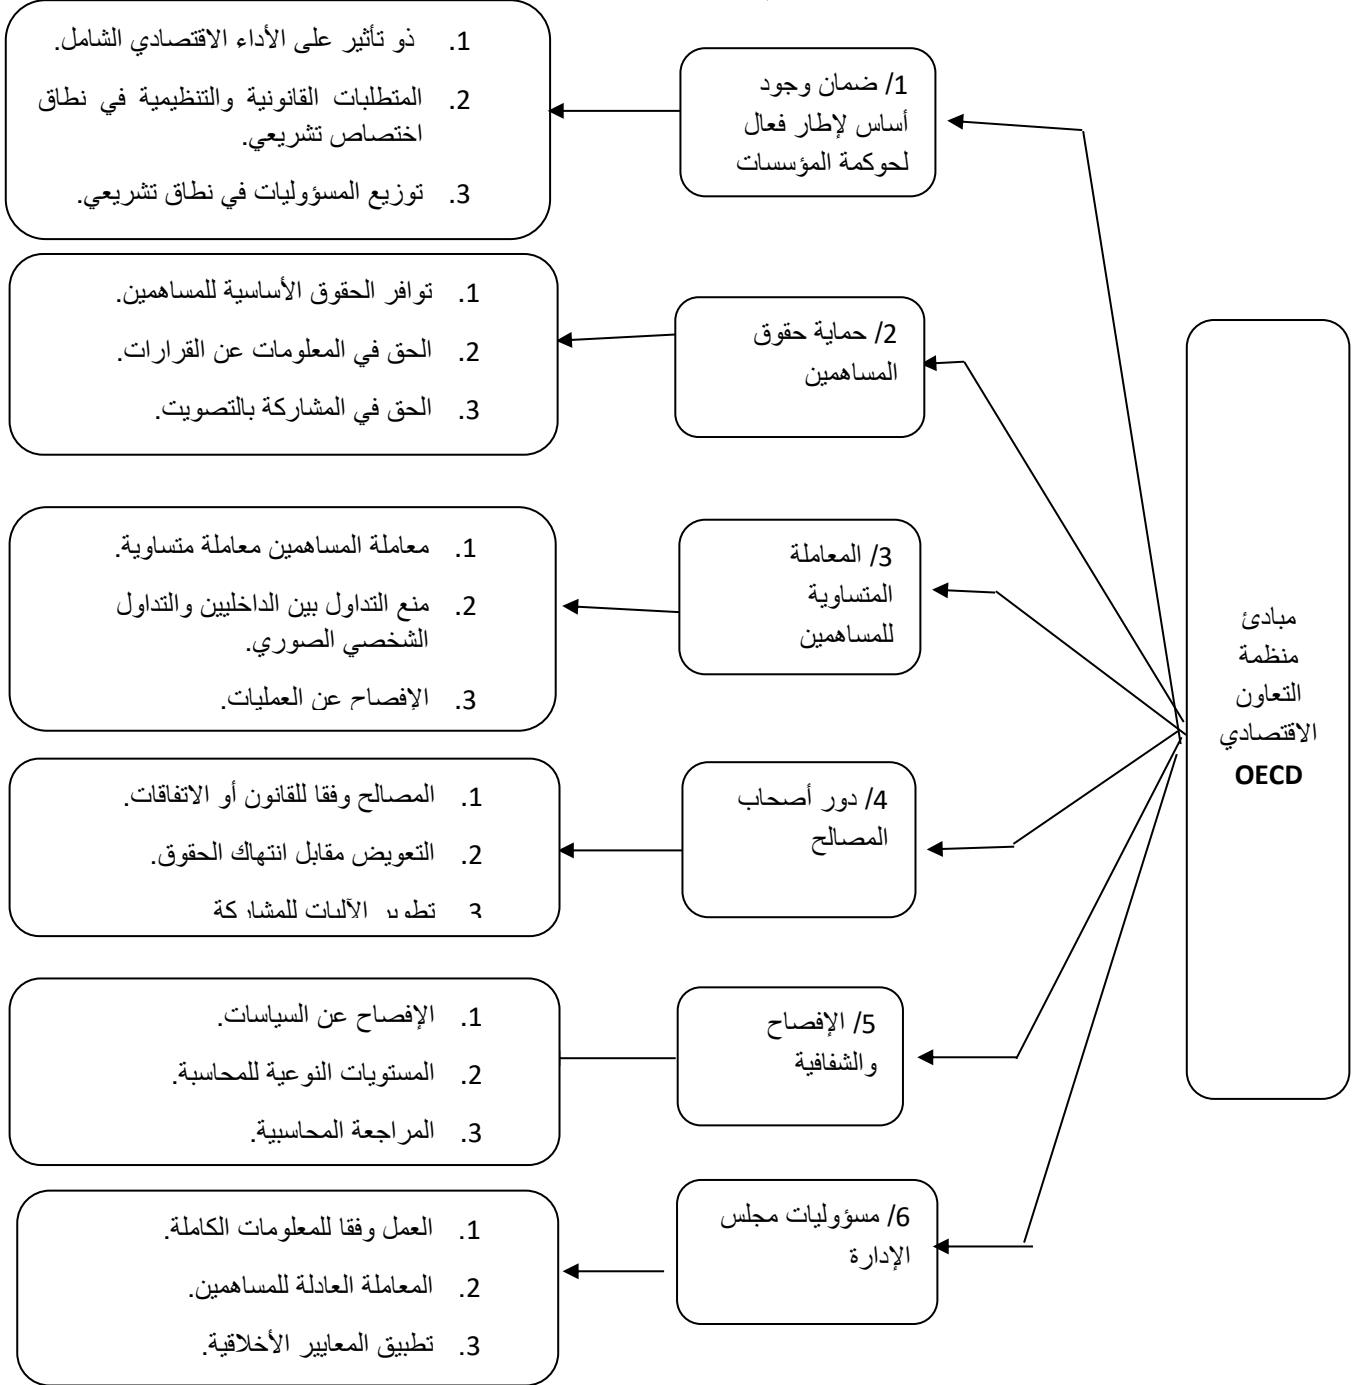 مبادئ
منظمة
التعاون
الاقتصادي
OECD
1/ ضمان وجود
أساس لإطار فعال
لحوكمة المؤسسات
1. ذو تأثير على الأداء الاقتصادي الشامل.
2. المتطلبات القانونية والتنظيمية في نطاق
اختصاص تشريعي.
3. توزيع المسؤوليات في نطاق تشريعي.
2/ حماية حقوق
المساهمين
1. توافر الحقوق الأساسية للمساهمين.
2. الحق في المعلومات عن القرارات.
3. الحق في المشاركة بالتصويت.
3/ المعاملة
المتساوية
للمساهمين
1. معاملة المساهمين معاملة متساوية.
2. منع التداول بين الداخليين والتداول
الشخصي الصوري.
3. الإفصاح عن العمليات.
4/ دور أصحاب
المصالح
1. المصالح وفقا للقانون أو الاتفاقات.
2. التعويض مقابل انتهاك الحقوق.
3 تطوير الآليات للمشاركة
5/ الإفصاح
والشفافية
1. الإفصاح عن السياسات.
2. المستويات النوعية للمحاسبة.
3. المراجعة المحاسبية.
6/ مسؤوليات مجلس
الإدارة
1. العمل وفقا للمعلومات الكاملة.
2. المعاملة العادلة للمساهمين.
3. تطبيق المعايير الأخلاقية.